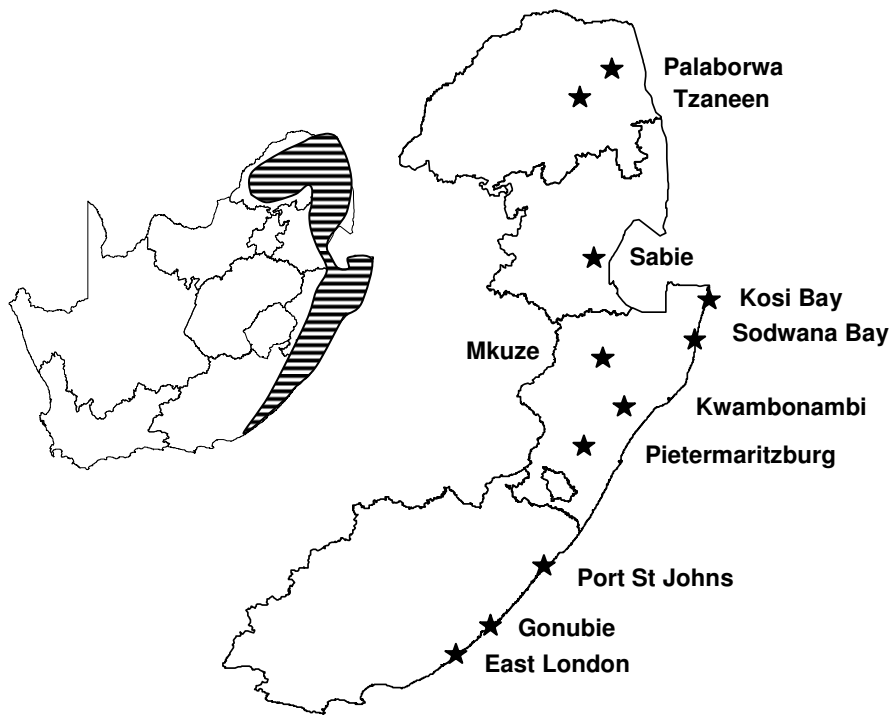 Palaborwa
Tzaneen
Sabie
Kosi Bay
Sodwana Bay
Mkuze
Kwambonambi
Pietermaritzburg
Port St Johns
Gonubie
East London